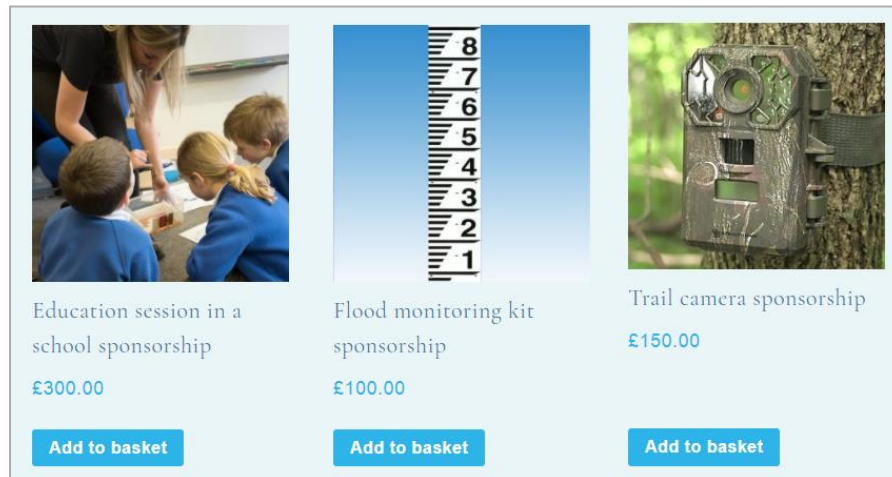 8
7
6
5
4
3
2
1
Education session in a
school sponsorship
£300.00
Add to basket
Flood monitoring kit
sponsorship
£100.00
Add to basket
Trail camera sponsorship
£150.00
Add to basket